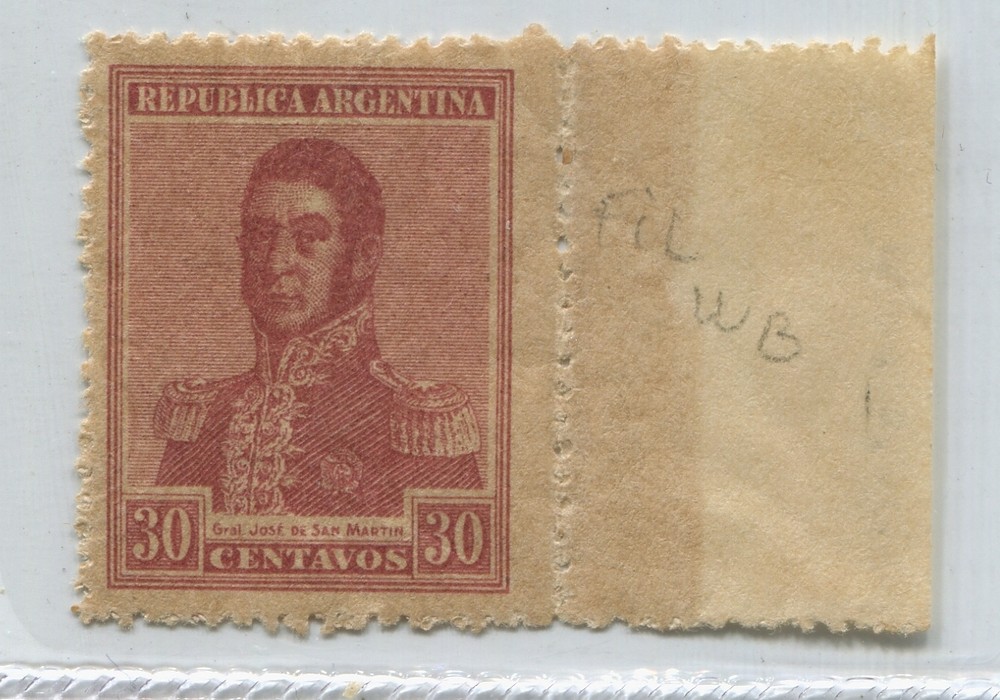 REPUBLICA ARGENTINA
FIL
WB
30
Gral José de San Martin
30
CENTAVOS